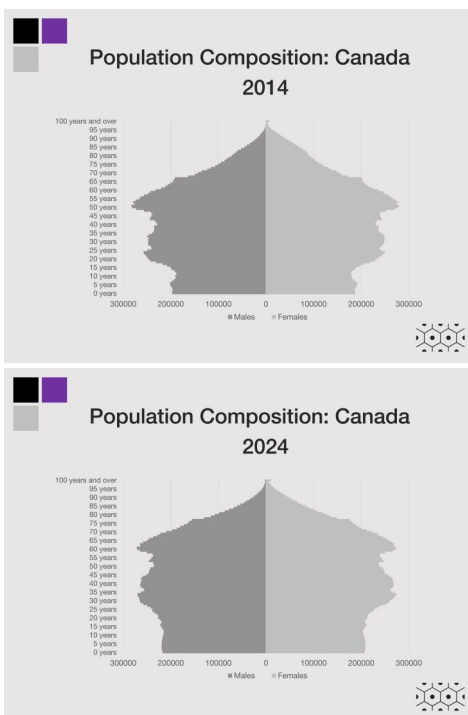 Population Composition: Canada
2014
100 years and over
95 years
90 years
85 years
80 years
75 years
70 years
65 years
60 years
55 years
50 years
45 years
40 years
35 years
30 years
25 years
20 years
15 years
10 years
5 years
0 years
300000 200000 100000 0 100000 200000 300000
Males Females
Population Composition: Canada
2024
100 years and over
95 years
90 years
85 years
80 years
75 years
70 years
65 years
60 years
55 years
50 years
45 years
40 years
35 years
30 years
25 years
20 years
15 years
10 years
5 years
0 years
300000 200000 100000 0 100000 200000 300000
Males Females